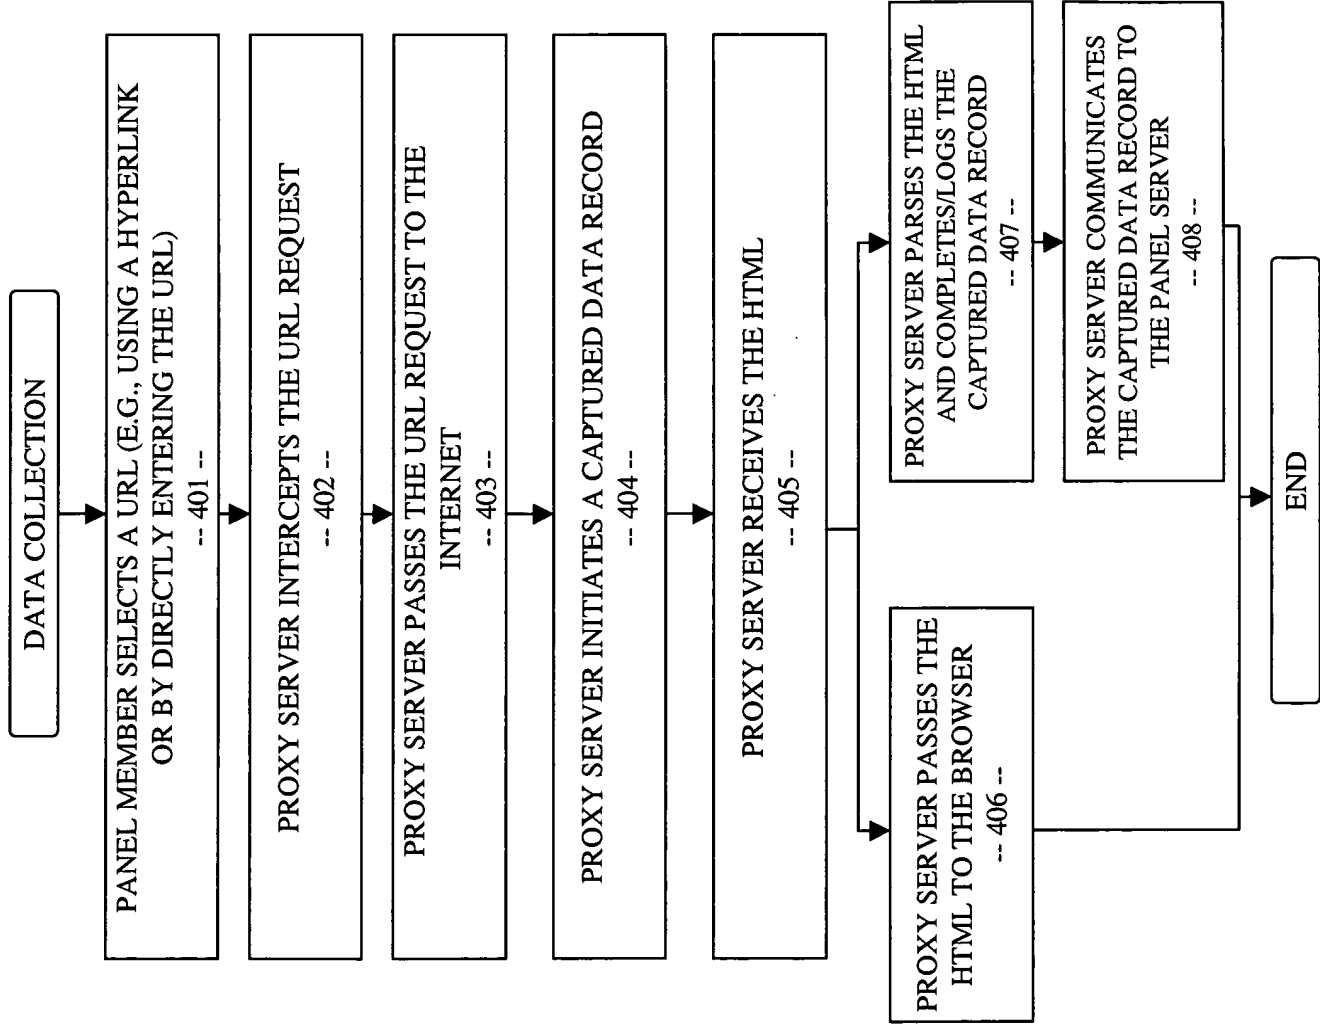 DATA COLLECTION
PANEL MEMBER SELECTS A URL (E.G., USING A HYPERLINK
OR BY DIRECTLY ENTERING THE URL)
-- 401 --
PROXY SERVER INTERCEPTS THE URL REQUEST
-- 402 --
PROXY SERVER PASSES THE URL REQUEST TO THE
INTERNET
-- 403 --
PROXY SERVER INITIATES A CAPTURED DATA RECORD
-- 404 --
PROXY SERVER RECEIVES THE HTML
-- 405 --
PROXY SERVER PASSES THE
HTML TO THE BROWSER
-- 406 --
PROXY SERVER PARSES THE HTML
AND COMPLETES/LOGS THE
CAPTURED DATA RECORD
-- 407 --
PROXY SERVER COMMUNICATES
THE CAPTURED DATA RECORD TO
THE PANEL SERVER
-- 408 --
END